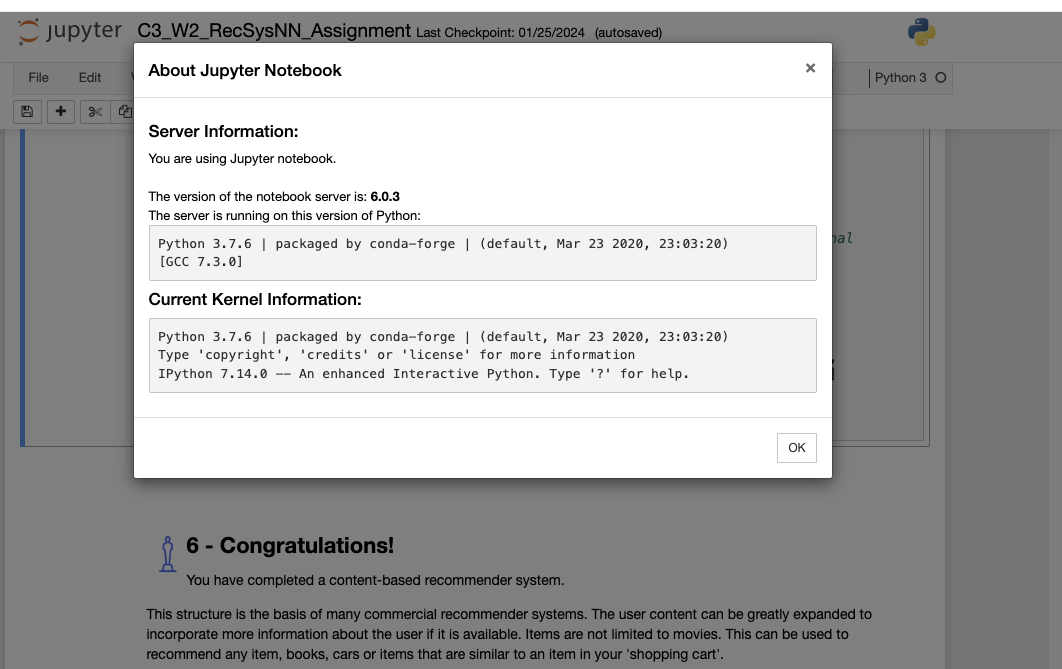 jupyter C3_W2_RecSysNN_Assignment Last Checkpoint: 01/25/2024 (autosaved)
About Jupyter Notebook ×
File Edit Python 3
Server Information:
You are using Jupyter notebook.
The version of the notebook server is: 6.0.3
The server is running on this version of Python:
Python 3.7.6 | packaged by conda-forge | (default, Mar 23 2020, 23:03:20)
[GCC 7.3.0]
Current Kernel Information:
Python 3.7.6 | packaged by conda-forge | (default, Mar 23 2020, 23:03:20)
Type 'copyright', 'credits' or 'license' for more information
IPython 7.14.0 -- An enhanced Interactive Python. Type '?' for help.
OK
6 - Congratulations!
You have completed a content-based recommender system.
This structure is the basis of many commercial recommender systems. The user content can be greatly expanded to
incorporate more information about the user if it is available. Items are not limited to movies. This can be used to
recommend any item, books, cars or items that are similar to an item in your 'shopping cart'.